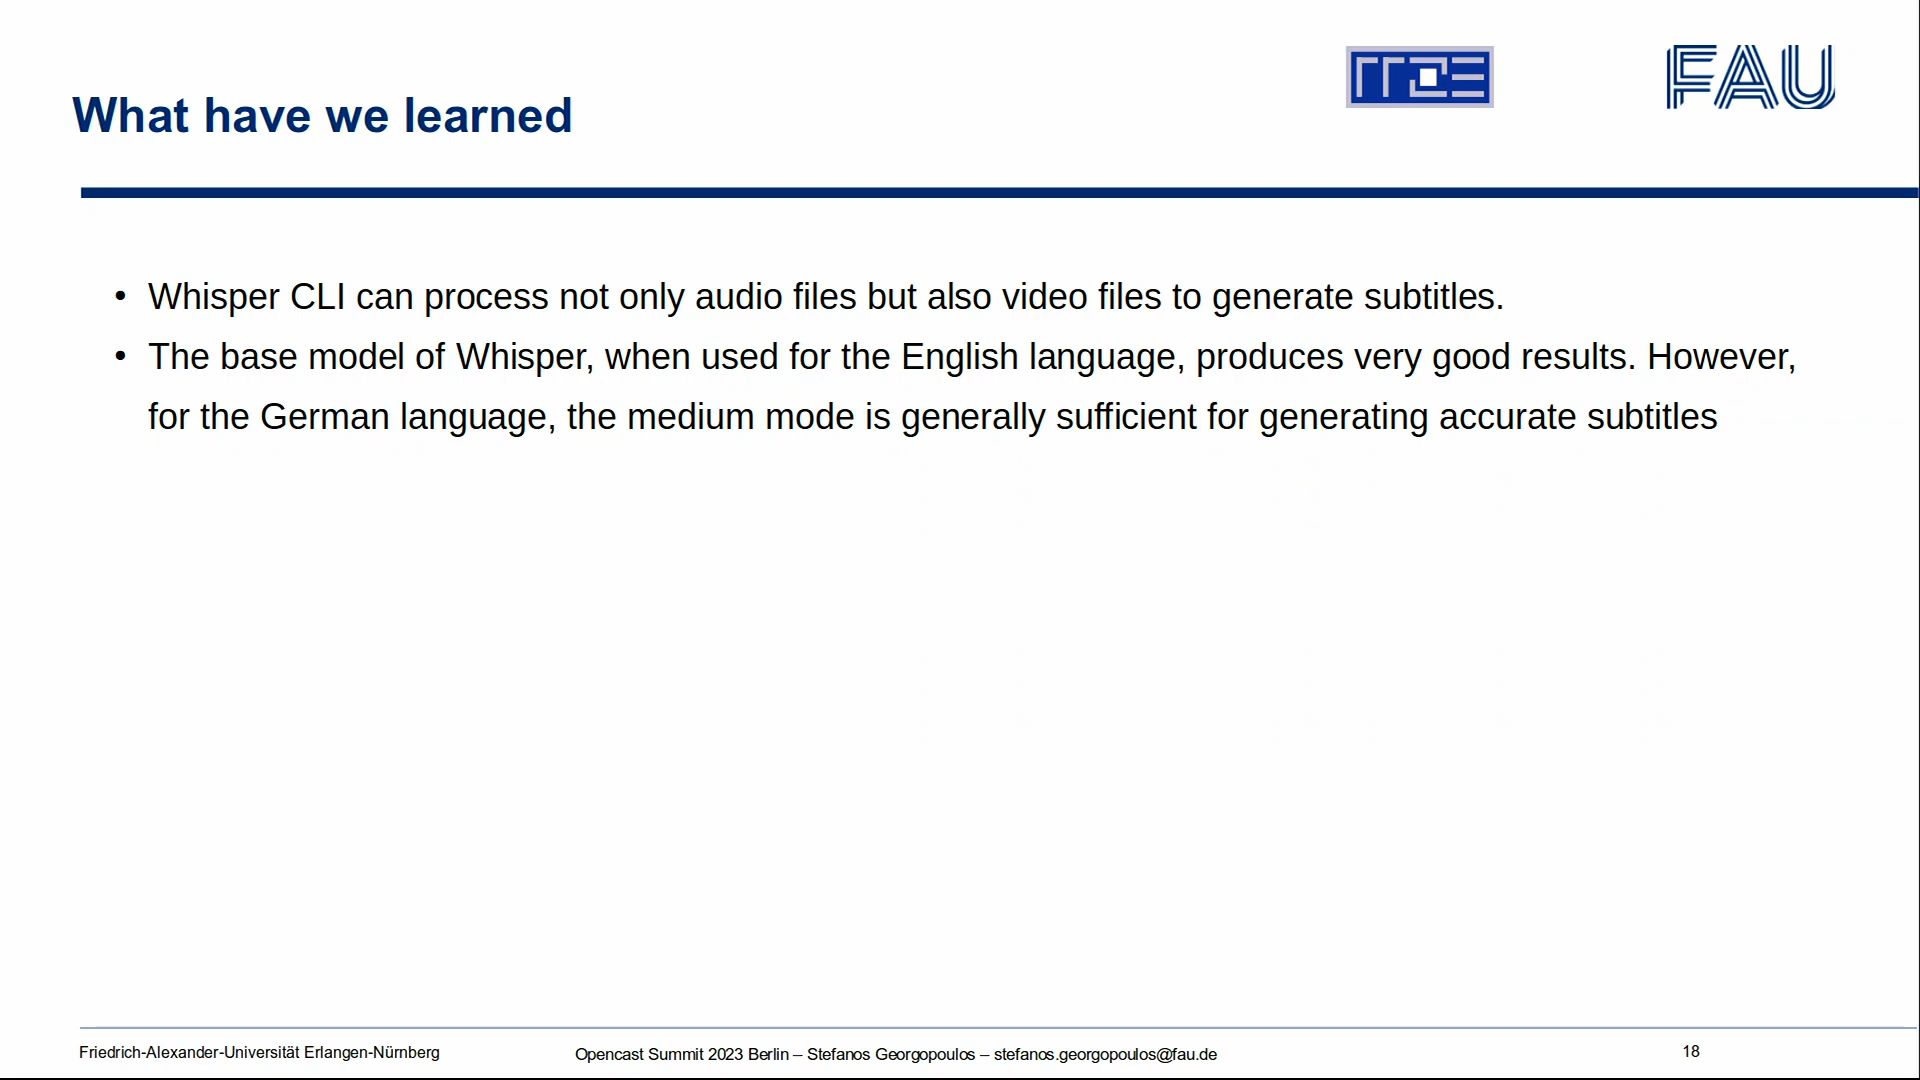 What have we learned
RRZE
FAU
• Whisper CLI can process not only audio files but also video files to generate subtitles.
• The base model of Whisper, when used for the English language, produces very good results. However,
for the German language, the medium mode is generally sufficient for generating accurate subtitles
Friedrich-Alexander-Universität Erlangen-Nürnberg
Opencast Summit 2023 Berlin – Stefanos Georgopoulos – stefanos.georgopoulos@fau.de
18